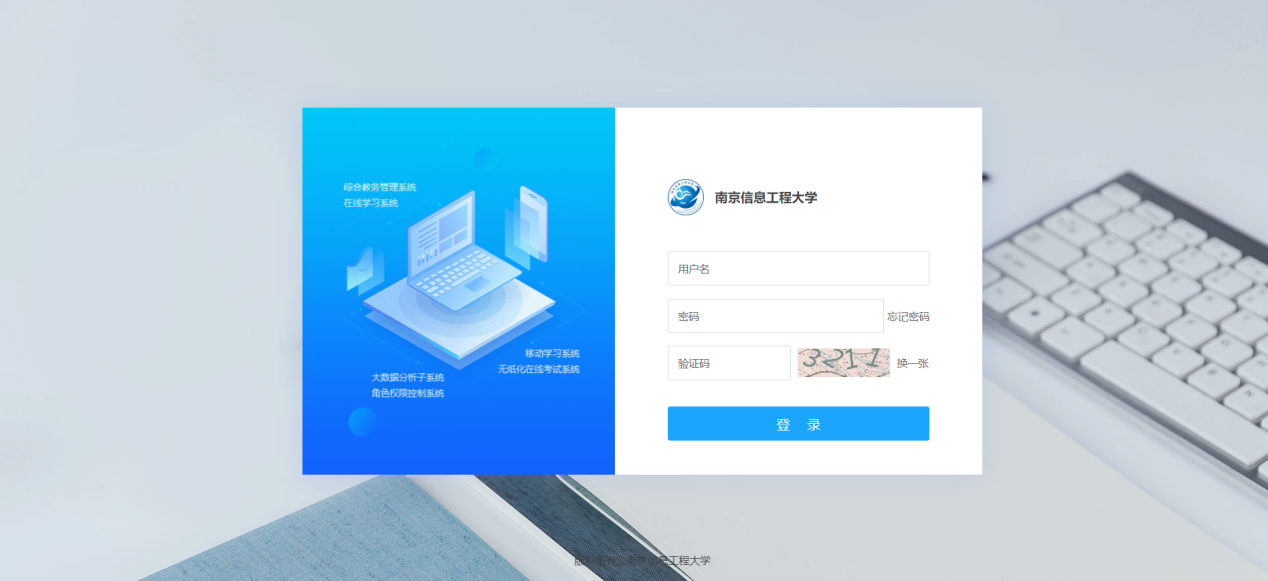 综合教务管理系统
在线学习系统
移动学习系统
无纸化在线考试系统
大数据分析子系统
角色权限控制系统
南京信息工程大学
用户名
密码
忘记密码
验证码
3211
换一张
登 录
工程大学